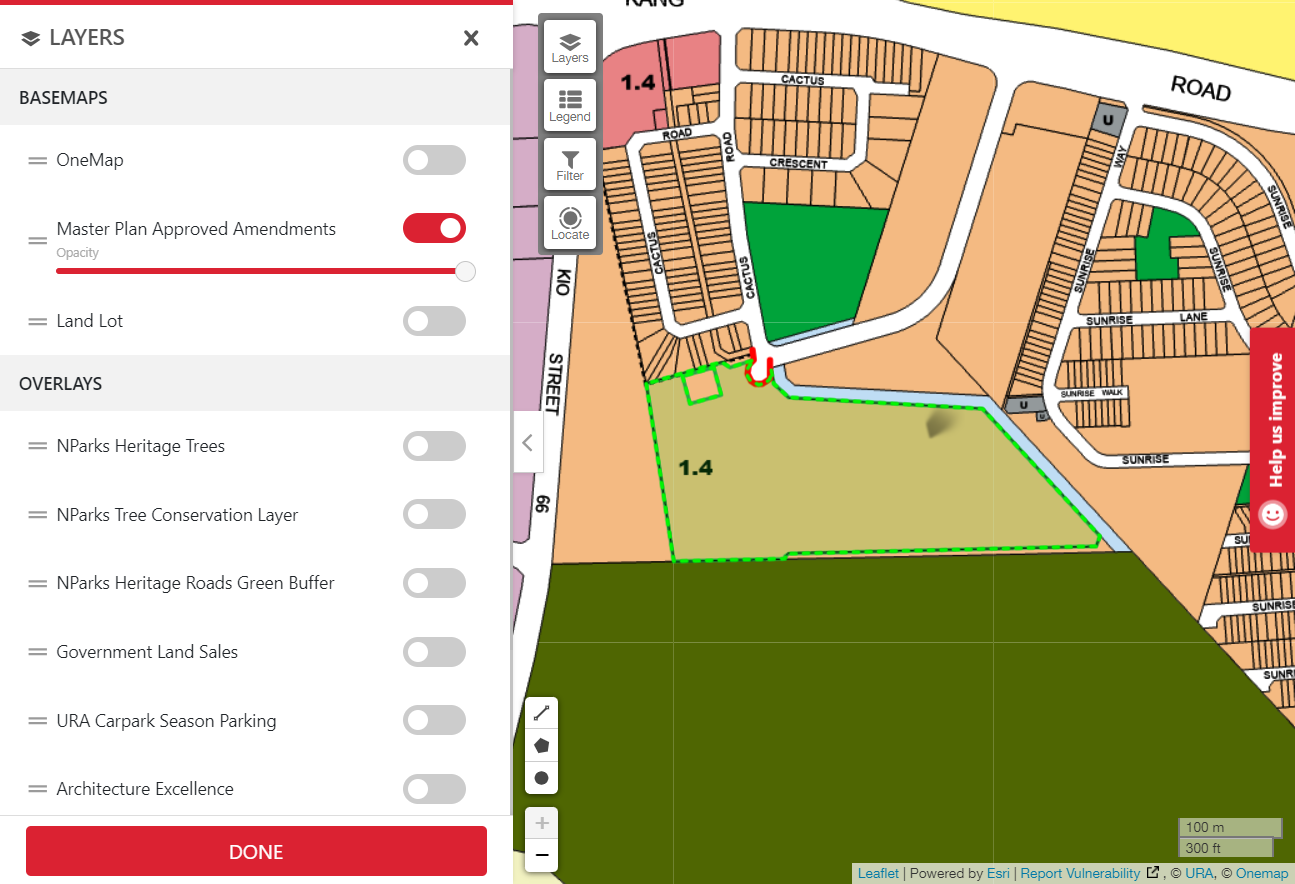 LAYERS
BASEMAPS
OneMap
Master Plan Approved Amendments
Opacity
Land Lot
OVERLAYS
NParks Heritage Trees
NParks Tree Conservation Layer
NParks Heritage Roads Green Buffer
Government Land Sales
URA Carpark Season Parking
Architecture Excellence
DONE
Layers
Legend
Filter
Locate
KANG
ROAD
1.4
CACTUS
ROAD
ROAD
CRESCENT
CACTUS
CACTUS
KIO
STREET
66
1.4
U
WAY
SUNRISE
SUNRISE
SUNRISE
SUNRISE LANE
SUNRISE WALK
U
U
SUNRISE
SU
SUNRISE
SUNR
Help us improve
100 m
300 ft
Leaflet | Powered by Esri | Report Vulnerability , © URA, © Onemap